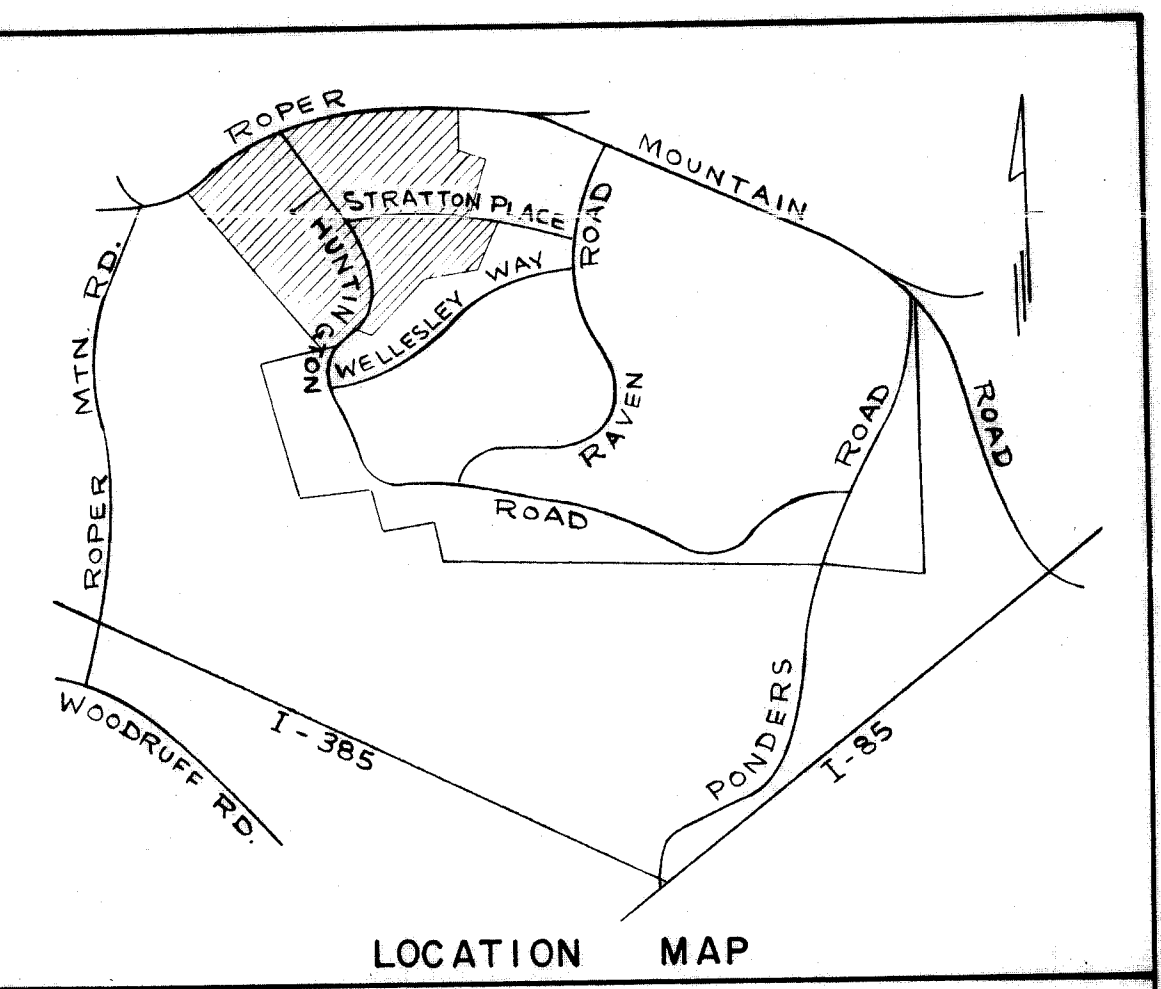 ROPER
MOUNTAIN
ROAD
STRATTON PLACE
ROAD
RAVEN
HUNTINGTON
ROAD
WELLESLEY WAY
ROPER MTN. RD.
ROAD
PONDERS
I-385
I-85
WOODRUFF RD.
LOCATION MAP